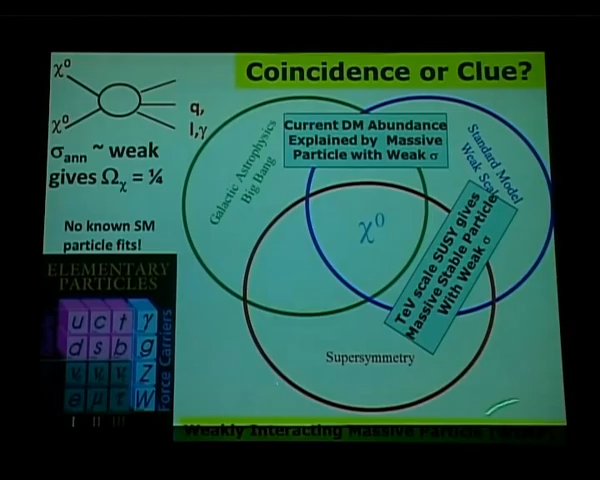 Coincidence or Clue?
χ⁰
χ⁰
q,
l,γ
σann ~ weak
gives Ωχ = ¼
No known SM
particle fits!
Galactic Astrophysics
Big Bang
Current DM Abundance
Explained by Massive
Particle with Weak σ
Standard Model
Weak Scale
χ⁰
TeV scale SUSY gives
Massive Stable Particle
With Weak σ
Supersymmetry
ELEMENTARY
PARTICLES
u c t γ
d s b g
ν ν ν Z
e μ τ W
Force Carriers
I II III
Weakly Interacting Massive Particle